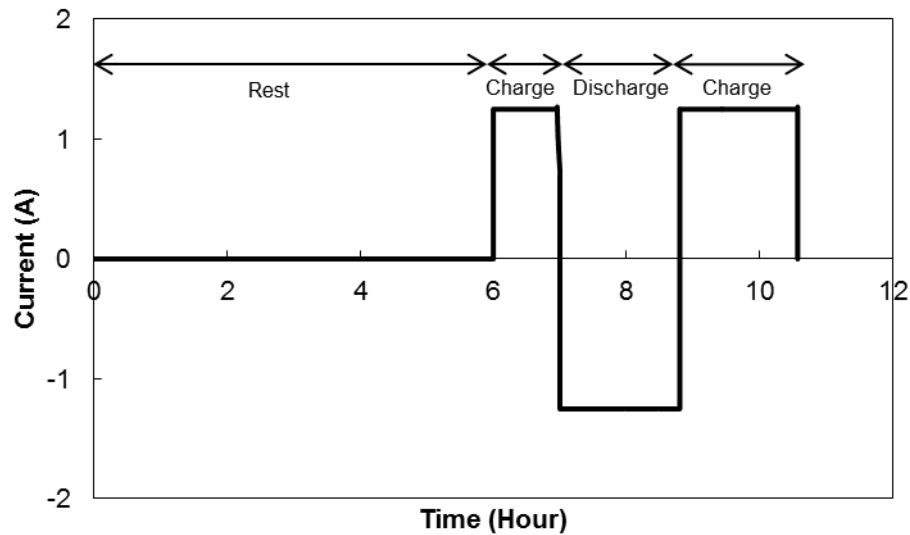 2
Rest
Charge
Discharge
Charge
1
Current (A)
0
0
2
4
6
8
10
12
-1
-2
Time (Hour)